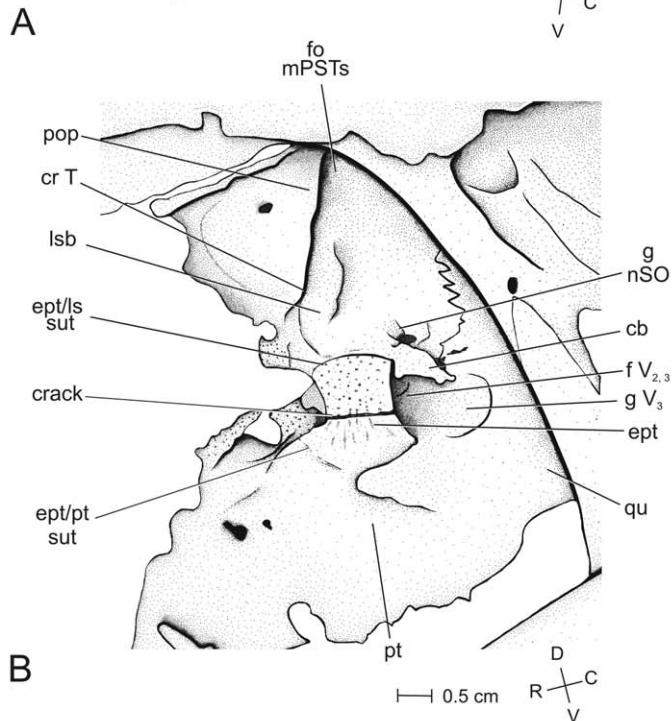 A
C
V
fo
mPSTs
pop
cr T
lsb
ept/ls
sut
crack
ept/pt
sut
g
nSO
cb
f V2,3
g V3
ept
qu
pt
B
0.5 cm
D
R C
V